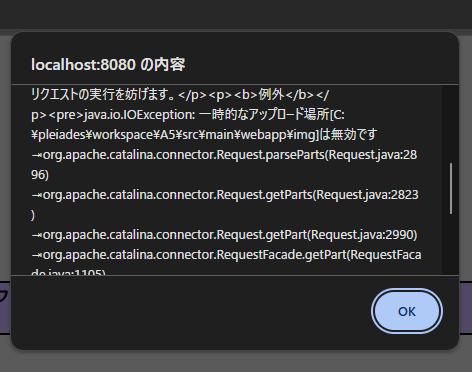 localhost:8080 の内容
リクエストの実行を妨げます。</p><p><b>例外</b></
p><pre>java.io.IOException: 一時的なアップロード場所[C:
¥pleiades¥workspace¥A5¥src¥main¥webapp¥img]は無効です
⇥org.apache.catalina.connector.Request.parseParts(Request.java:28
96)
⇥org.apache.catalina.connector.Request.getParts(Request.java:2823
)
⇥org.apache.catalina.connector.Request.getPart(Request.java:2990)
⇥org.apache.catalina.connector.RequestFacade.getPart(RequestFaca
de.java:1105)
OK